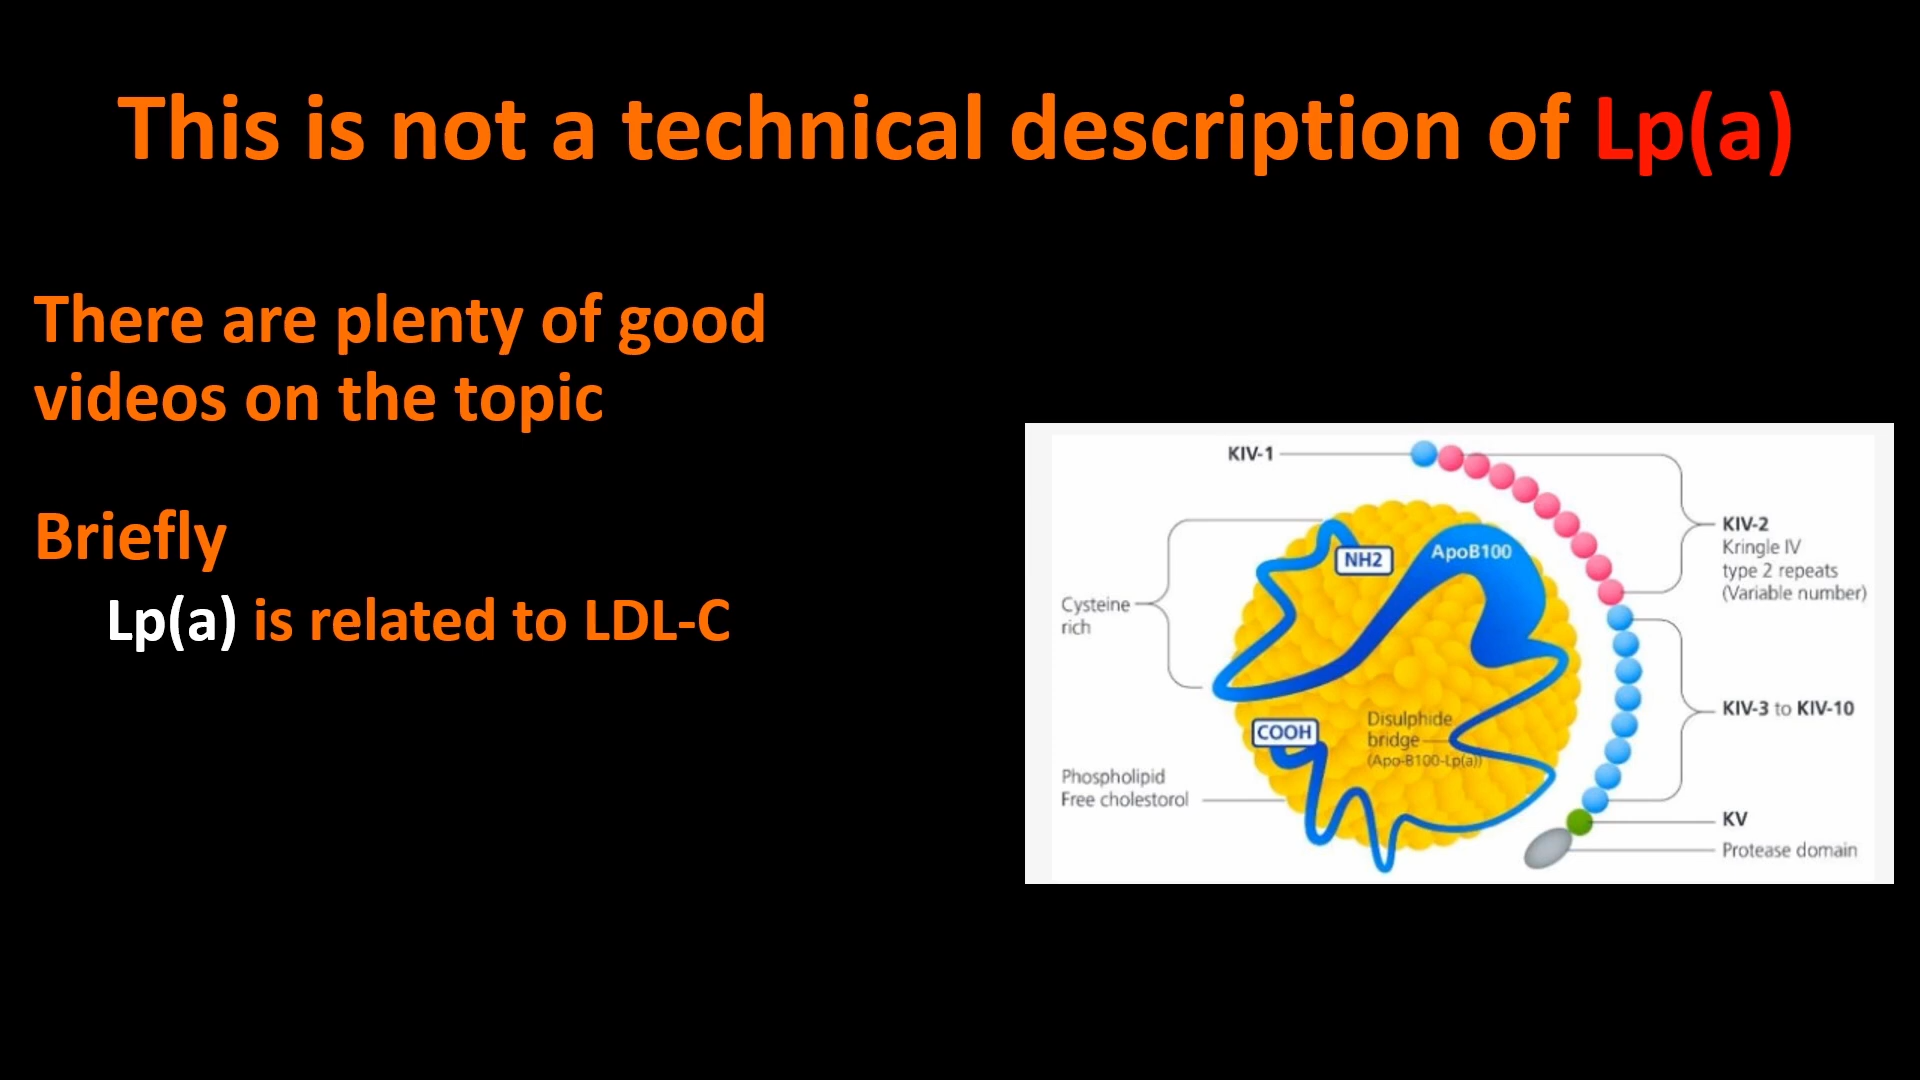 This is not a technical description of Lp(a)
There are plenty of good
videos on the topic
Briefly
Lp(a) is related to LDL-C
KIV-1
KIV-2
Kringle IV
type 2 repeats
(Variable number)
NH2
ApoB100
Cysteine
rich
KIV-3 to KIV-10
COOH
Disulphide
bridge
(Apo-B100-Lp(a))
Phospholipid
Free cholestorol
KV
Protease domain